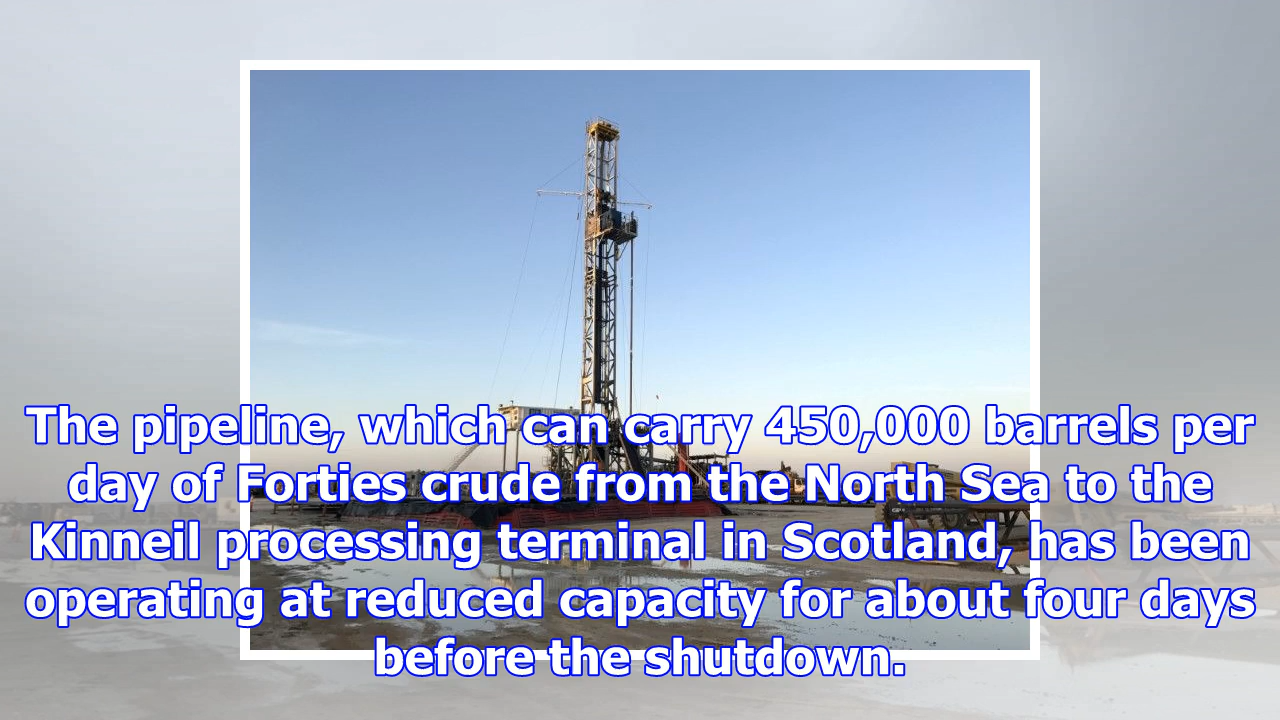 The pipeline, which can carry 450,000 barrels per
day of Forties crude from the North Sea to the
Kinneil processing terminal in Scotland, has been
operating at reduced capacity for about four days
before the shutdown.